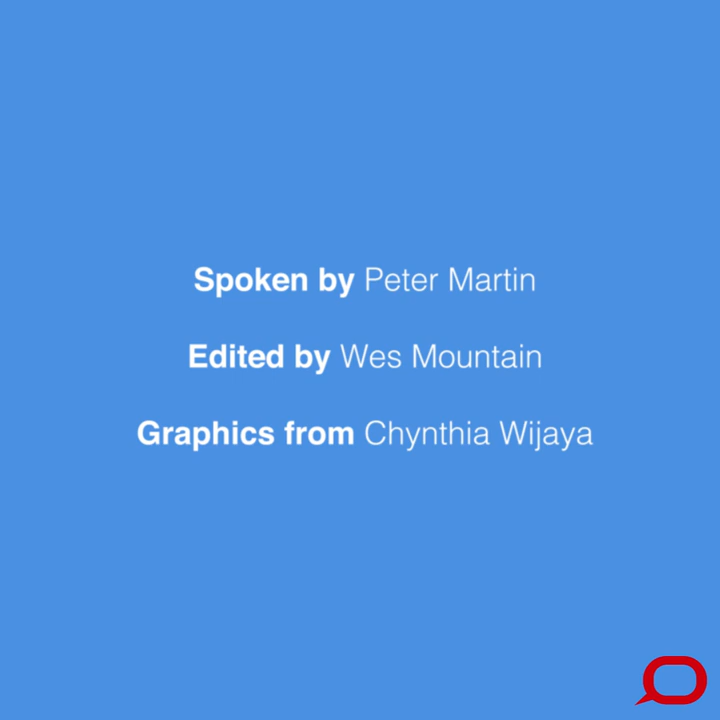 Spoken by Peter Martin
Edited by Wes Mountain
Graphics from Chynthia Wijaya